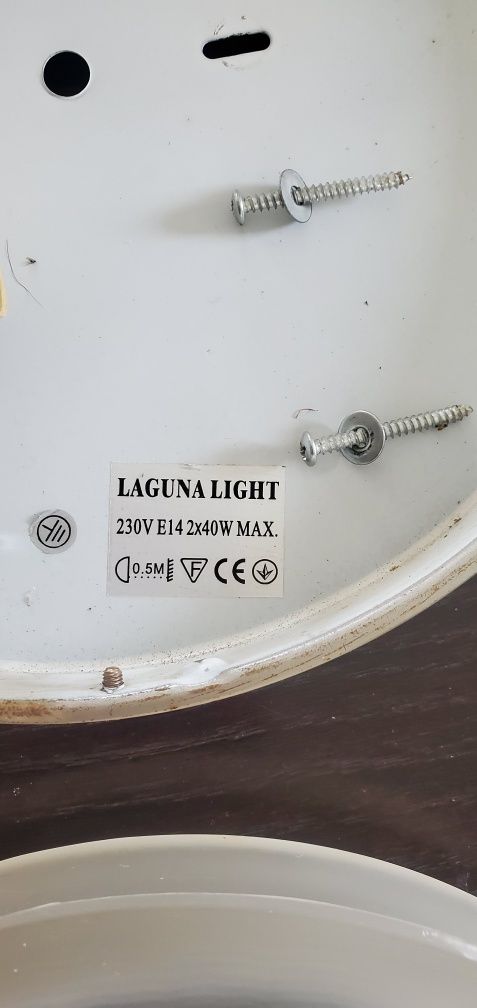 LAGUNA LIGHT
230V E14 2x40W MAX.
0.5M F CE